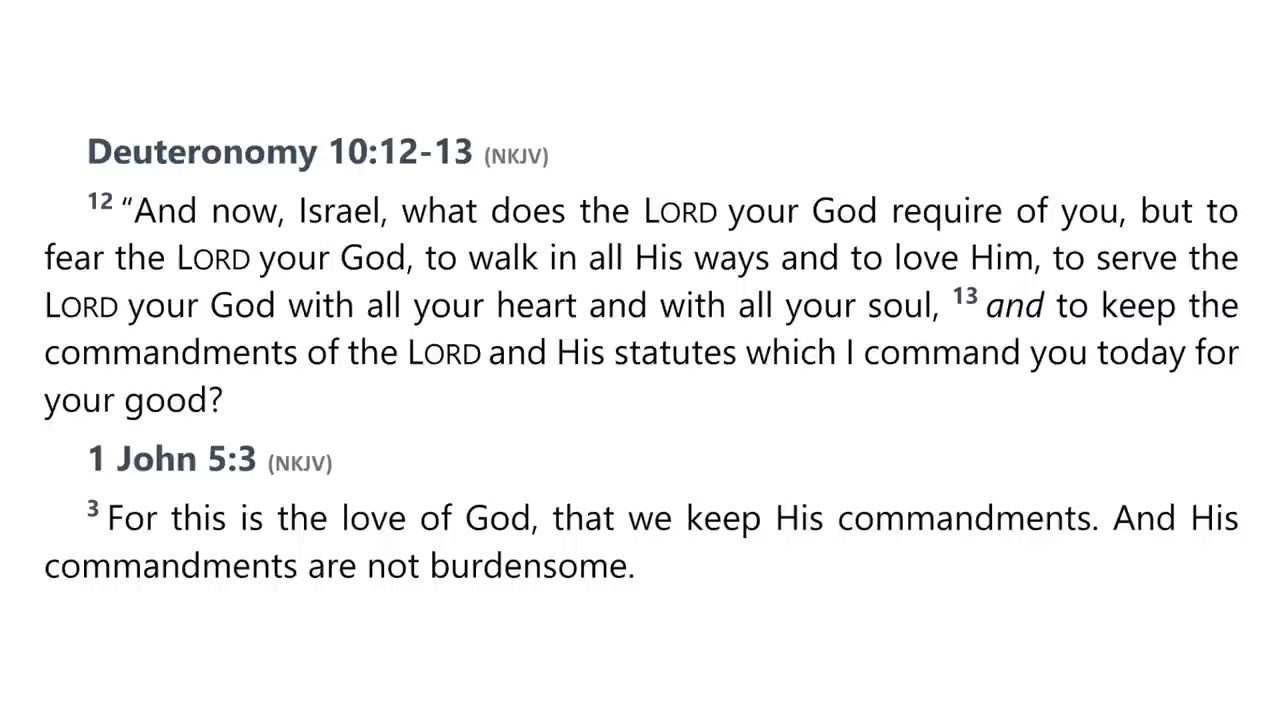 Deuteronomy 10:12-13 (NKJV)
12 “And now, Israel, what does the LORD your God require of you, but to
fear the LORD your God, to walk in all His ways and to love Him, to serve the
LORD your God with all your heart and with all your soul, 13 and to keep the
commandments of the LORD and His statutes which I command you today for
your good?
1 John 5:3 (NKJV)
3 For this is the love of God, that we keep His commandments. And His
commandments are not burdensome.